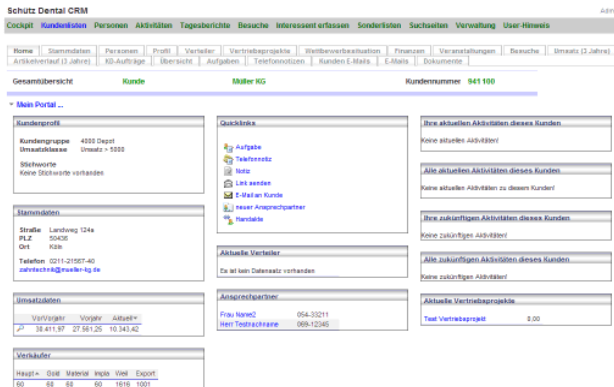 Schütz Dental CRM
Cockpit Kundenlisten Personen Aktivitäten Tagesberichte Besuche Interessent erfassen Sonderlisten Suchseiten Verwaltung User-Hinweis
Home Stammdaten Personen Profil Verteiler Vertriebsprojekte Wettbewerbssituation Finanzen Veranstaltungen Besuche Umsatz (3 Jahre)
Artikelverlauf (3 Jahre) KD-Aufträge Übersicht Aufgaben Telefonnotizen Kunden E-Mails E-Mails Dokumente
Gesamtübersicht Kunde Müller KG Kundennummer 941100
Mein Portal ...
Kundenprofil
Kundengruppe 4000 Depot
Umsatzklasse Umsatz > 5000
Stichworte
Keine Stichworte vorhanden
Stammdaten
Straße Landweg 124a
PLZ 50436
Ort Köln
Telefon 0211-21567-40
zahntechnik@mueller-kg.de
Umsatzdaten
VorVorjahr Vorjahr Aktuell
38.411,97 27.561,25 10.343,42
Verkäufer
Haupt Gold Material Impla Weil Export
60 60 60 60 1616 1001
Quicklinks
Aufgabe
Telefonnotiz
Notiz
Link senden
E-Mail an Kunde
neuer Ansprechpartner
Handakte
Aktuelle Verteiler
Es ist kein Datensatz vorhanden
Ansprechpartner
Frau Name2 054-33211
Herr Testnachname 089-12345
Ihre aktuellen Aktivitäten dieses Kunden
Keine aktuellen Aktivitäten!
Alle aktuellen Aktivitäten dieses Kunden
Keine aktuellen Aktivitäten zu diesem Kunden!
Ihre zukünftigen Aktivitäten dieses Kunden
Keine zukünftigen Aktivitäten!
Alle zukünftigen Aktivitäten dieses Kunden
Keine zukünftigen Aktivitäten!
Aktuelle Vertriebsprojekte
Test Vertriebsprojekt 0,00